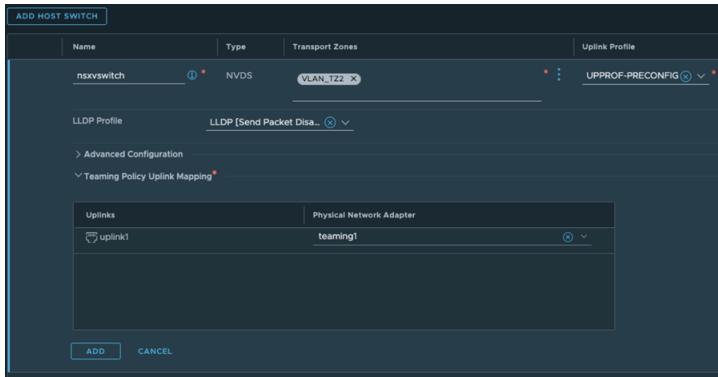 ADD HOST SWITCH
Name Type Transport Zones Uplink Profile
nsxvswitch * NVDS VLAN_TZ2 X * UPPROF-PRECONFIG *
LLDP Profile LLDP [Send Packet Disa...
Advanced Configuration
Teaming Policy Uplink Mapping*
Uplinks Physical Network Adapter
uplink1 teaming1
ADD CANCEL